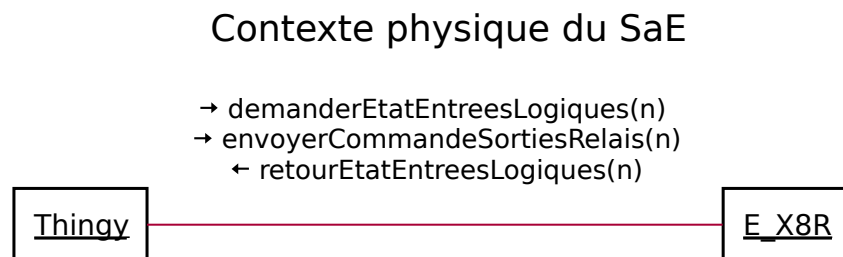 Contexte physique du SaE
→ demanderEtatEntreesLogiques(n)
→ envoyerCommandeSortiesRelais(n)
← retourEtatEntreesLogiques(n)
Thingy
E_X8R